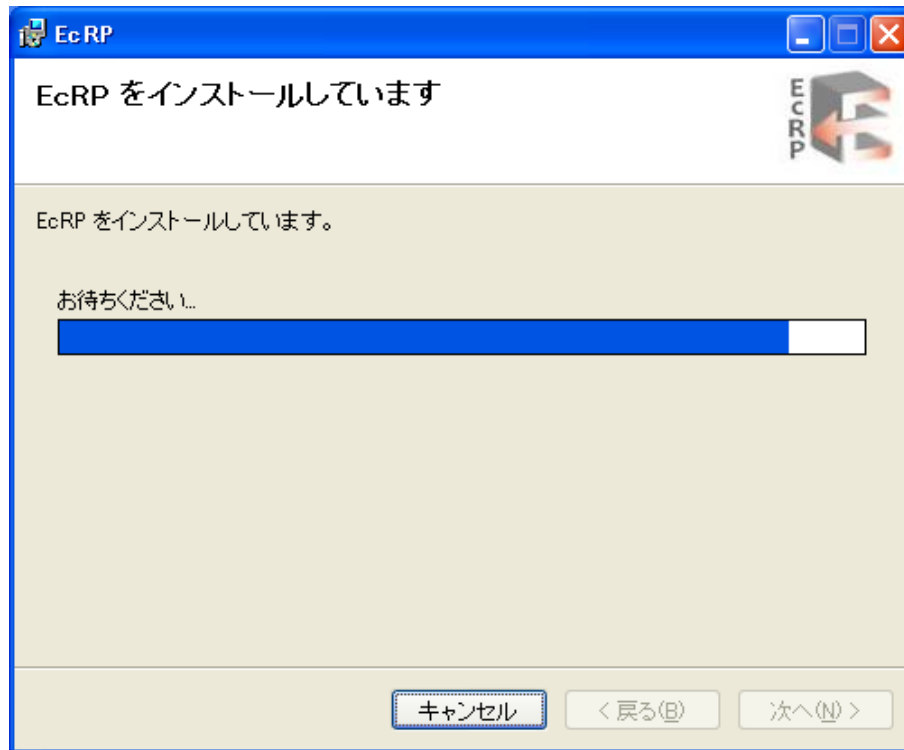 EcRP
EcRP をインストールしています
EcRP
EcRP をインストールしています。
お待ちください...
キャンセル
< 戻る(B)
次へ(N) >